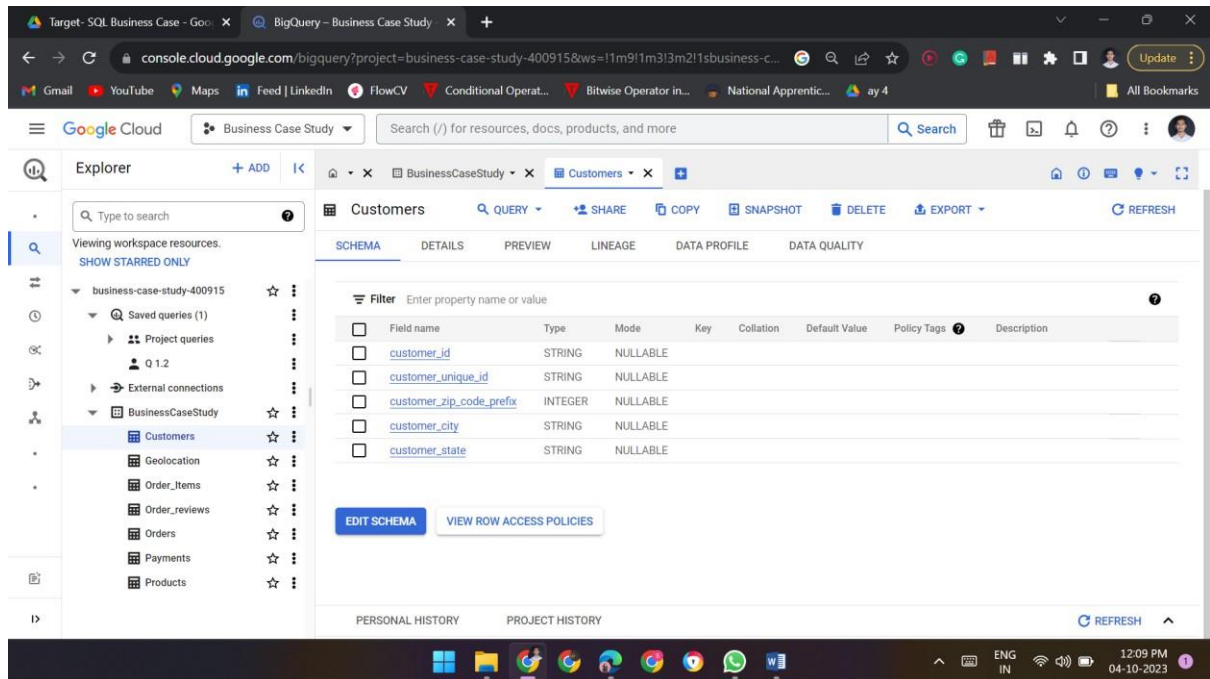 Target- SQL Business Case - Goo
BigQuery – Business Case Study
console.cloud.google.com/bigquery?project=business-case-study-400915&ws=!1m9!1m3!3m2!1sbusiness-c...
Update
Gmail YouTube Maps Feed | LinkedIn FlowCV Conditional Operat... Bitwise Operator in... National Apprentic... ay 4 All Bookmarks
Google Cloud Business Case Study Search (/) for resources, docs, products, and more Search
Explorer + ADD
BusinessCaseStudy Customers
Type to search
Viewing workspace resources.
SHOW STARRED ONLY
business-case-study-400915
Saved queries (1)
Project queries
Q 1.2
External connections
BusinessCaseStudy
Customers
Geolocation
Order_Items
Order_reviews
Orders
Payments
Products
Customers QUERY SHARE COPY SNAPSHOT DELETE EXPORT REFRESH
SCHEMA DETAILS PREVIEW LINEAGE DATA PROFILE DATA QUALITY
Filter Enter property name or value
Field name Type Mode Key Collation Default Value Policy Tags Description
customer_id STRING NULLABLE
customer_unique_id STRING NULLABLE
customer_zip_code_prefix INTEGER NULLABLE
customer_city STRING NULLABLE
customer_state STRING NULLABLE
EDIT SCHEMA VIEW ROW ACCESS POLICIES
PERSONAL HISTORY PROJECT HISTORY REFRESH
ENG
IN
12:09 PM
04-10-2023
1